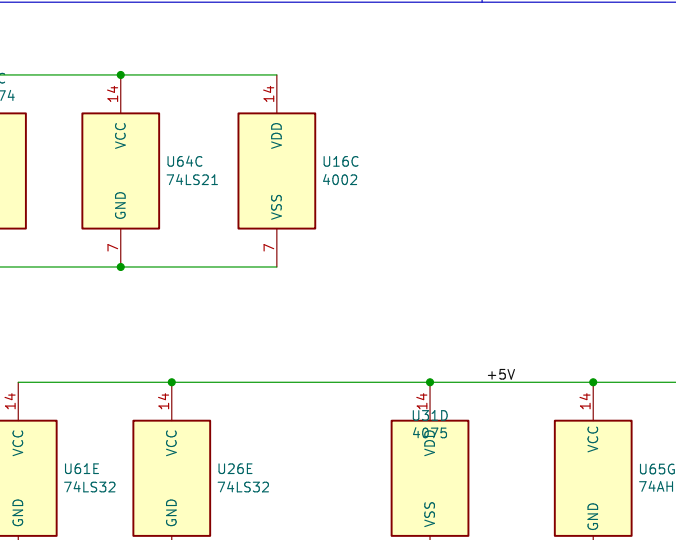 74
14
14
VCC
VDD
U64C
74LS21
U16C
4002
GND
VSS
7
7
+5V
14
14
14
14
U31D
4075
VCC
VCC
VDD
VCC
U61E
74LS32
U26E
74LS32
U65G
74AH
GND
GND
VSS
GND